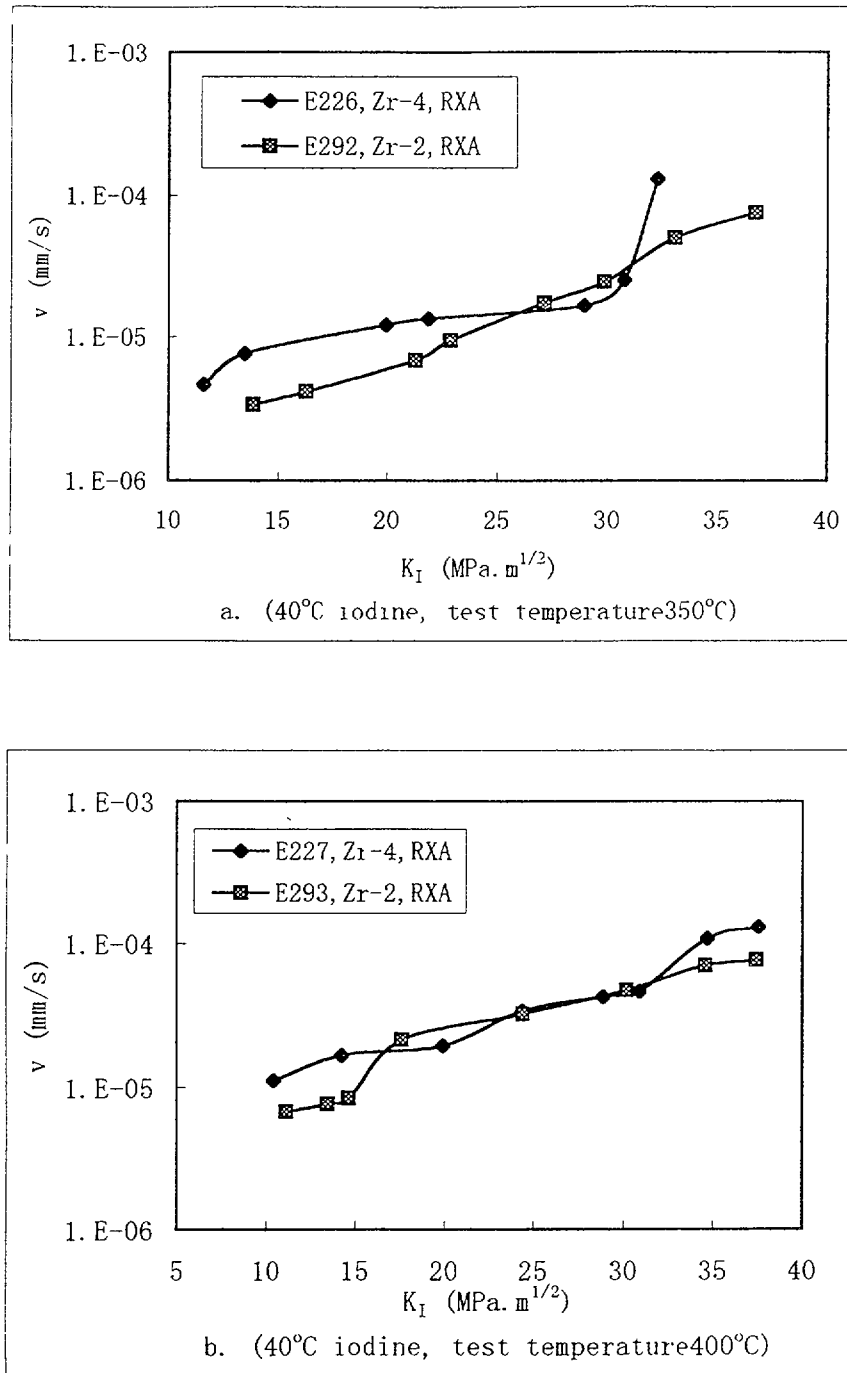 1.E-03
E226, Zr-4, RXA
E292, Zr-2, RXA
1.E-04
v (mm/s)
1.E-05
1.E-06
10 15 20 25 30 35 40
K_I (MPa.m^1/2)
a. (40°C iodine, test temperature350°C)
1.E-03
E227, Zr-4, RXA
E293, Zr-2, RXA
1.E-04
v (mm/s)
1.E-05
1.E-06
5 10 15 20 25 30 35 40
K_I (MPa.m^1/2)
b. (40°C iodine, test temperature400°C)